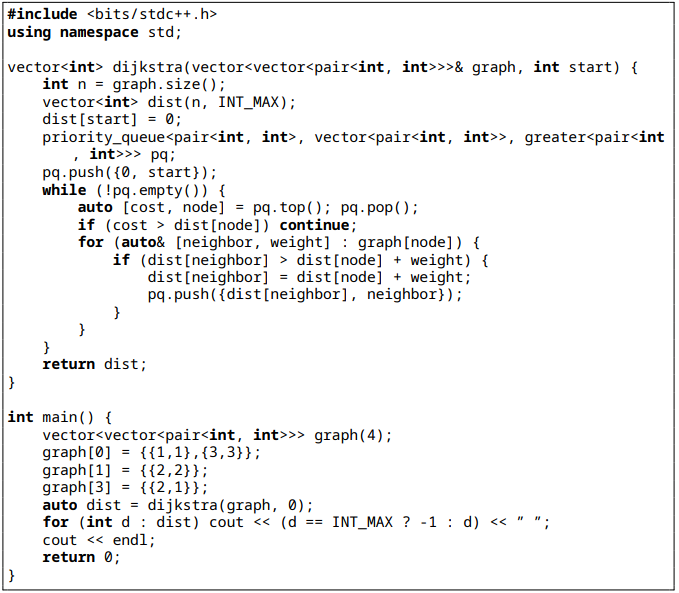 #include <bits/stdc++.h>
using namespace std;

vector<int> dijkstra(vector<vector<pair<int, int>>>& graph, int start) {
    int n = graph.size();
    vector<int> dist(n, INT_MAX);
    dist[start] = 0;
    priority_queue<pair<int, int>, vector<pair<int, int>>, greater<pair<int
        , int>>> pq;
    pq.push({0, start});
    while (!pq.empty()) {
        auto [cost, node] = pq.top(); pq.pop();
        if (cost > dist[node]) continue;
        for (auto& [neighbor, weight] : graph[node]) {
            if (dist[neighbor] > dist[node] + weight) {
                dist[neighbor] = dist[node] + weight;
                pq.push({dist[neighbor], neighbor});
            }
        }
    }
    return dist;
}

int main() {
    vector<vector<pair<int, int>>> graph(4);
    graph[0] = {{1,1},{3,3}};
    graph[1] = {{2,2}};
    graph[3] = {{2,1}};
    auto dist = dijkstra(graph, 0);
    for (int d : dist) cout << (d == INT_MAX ? -1 : d) << " ";
    cout << endl;
    return 0;
}